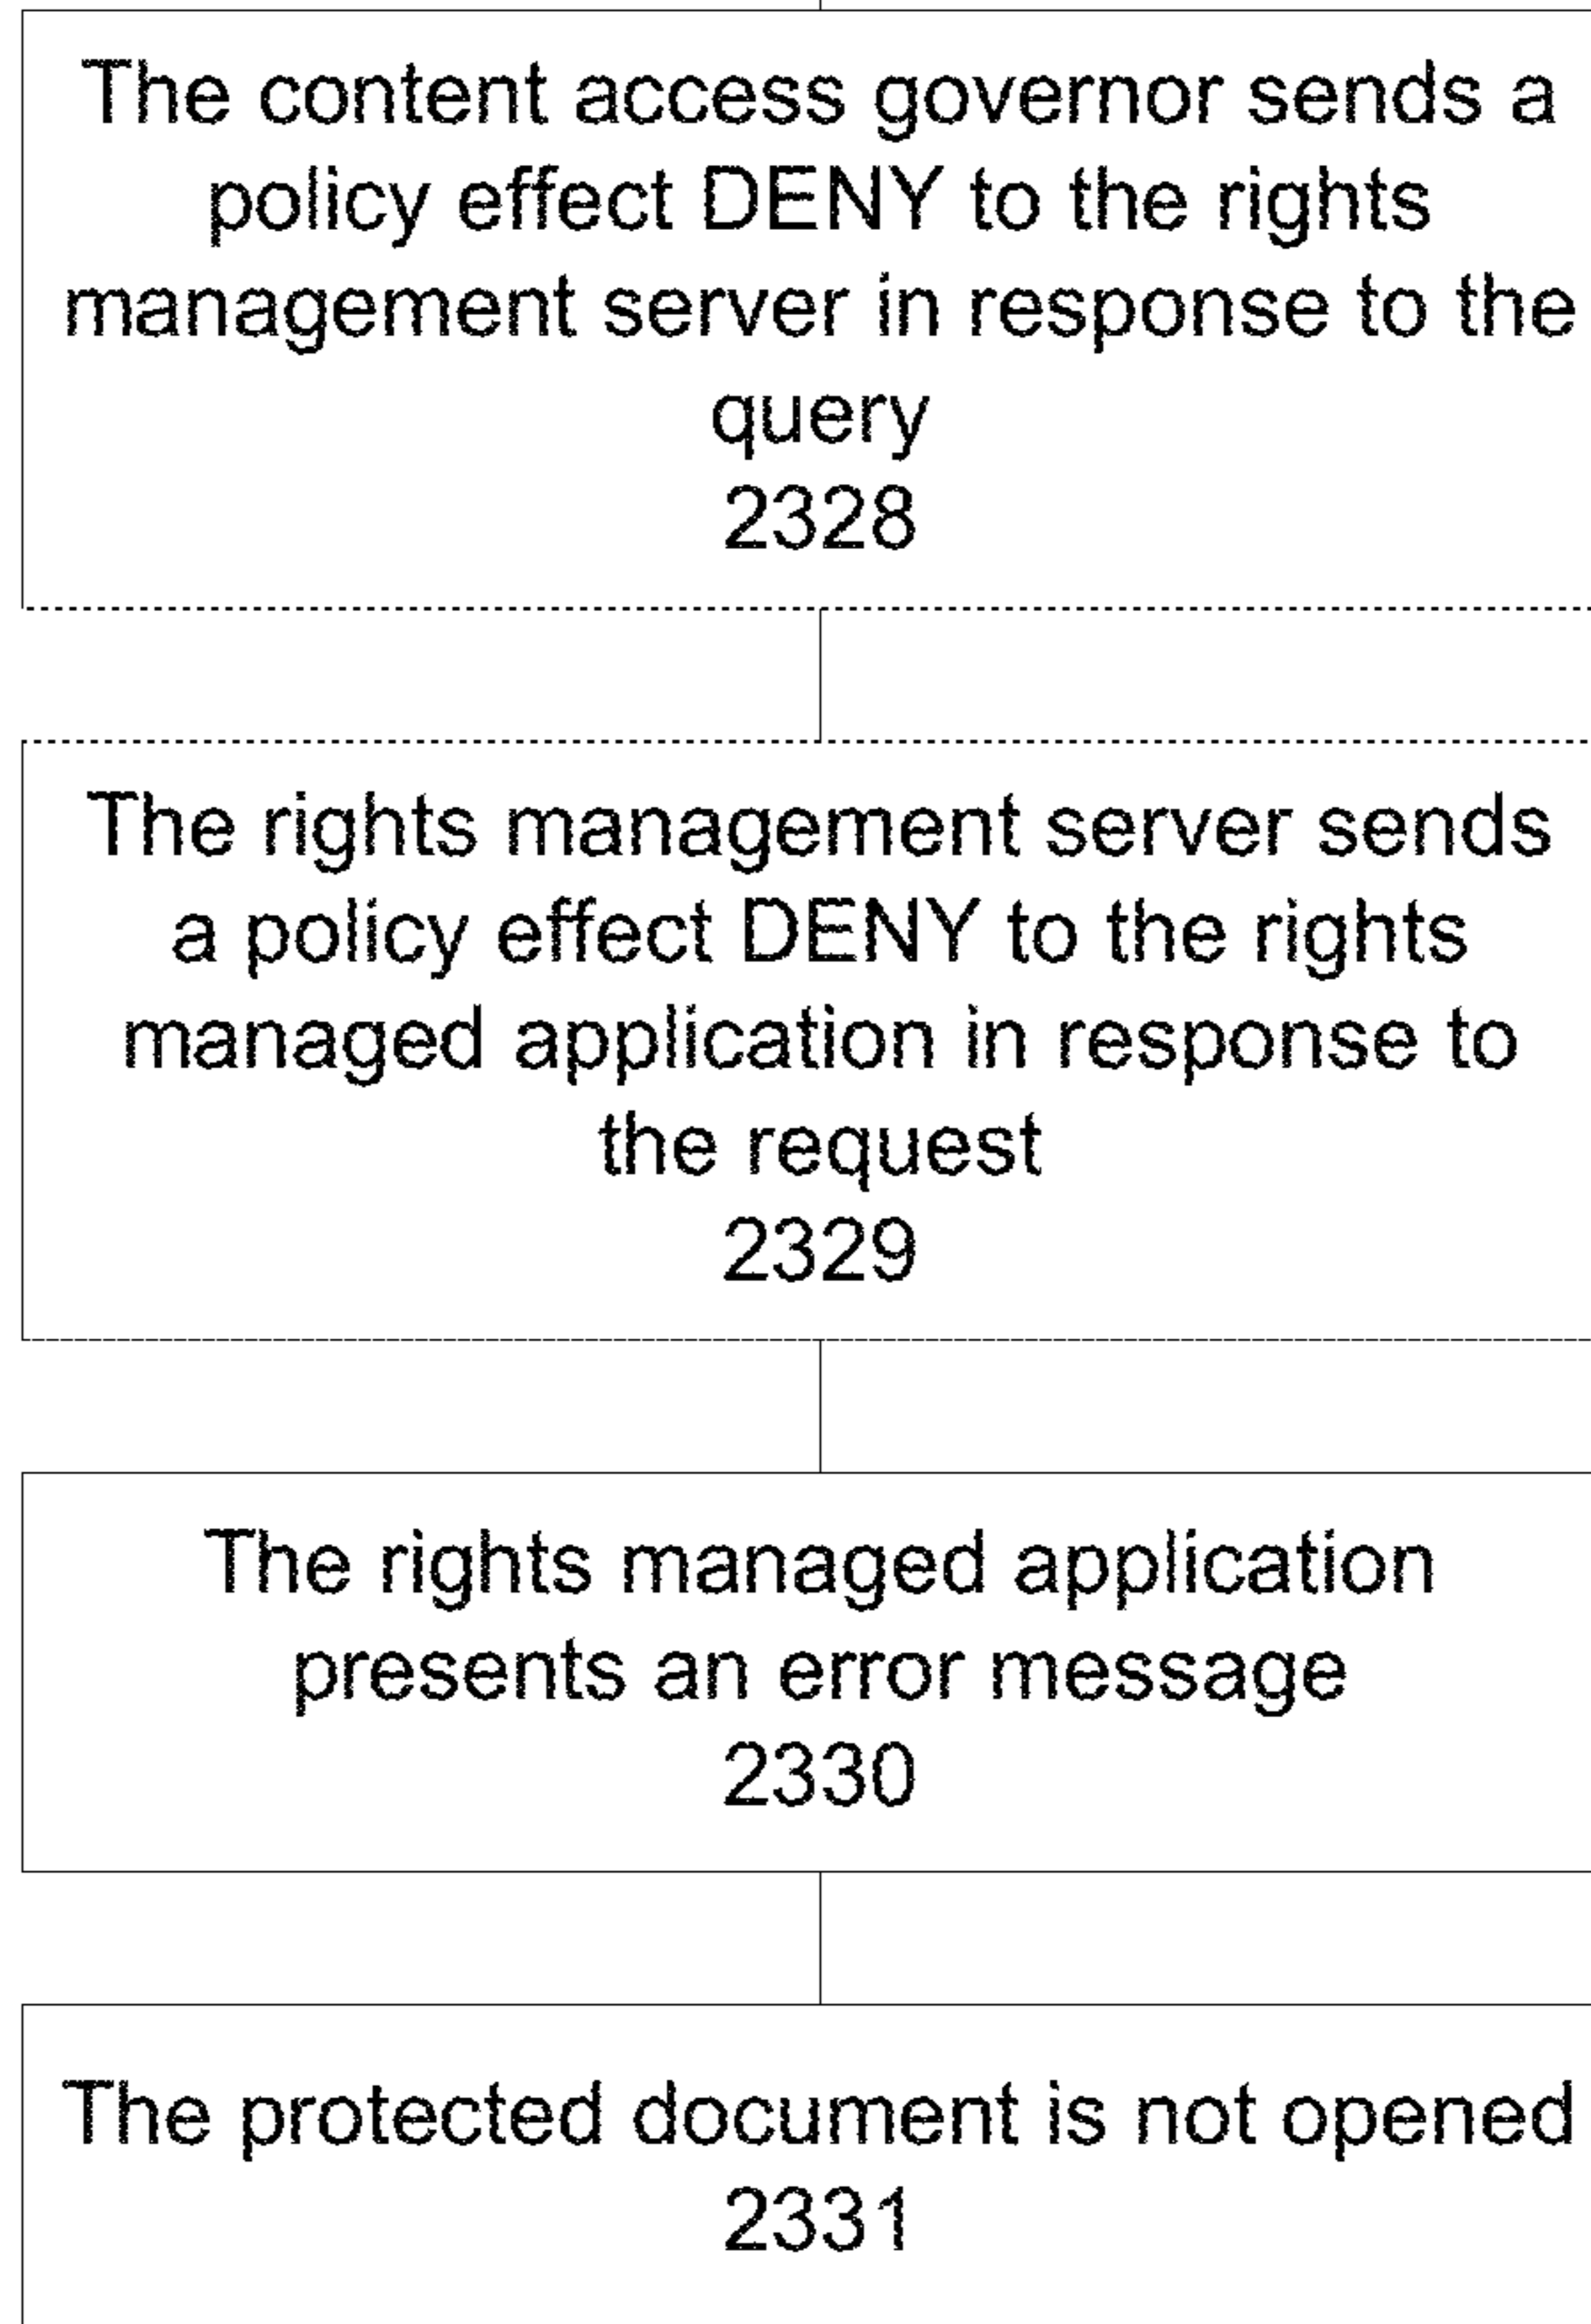 The content access governor sends a
policy effect DENY to the rights
management server in response to the
query
2328
The rights management server sends
a policy effect DENY to the rights
managed application in response to
the request
2329
The rights managed application
presents an error message
2330
The protected document is not opened
2331